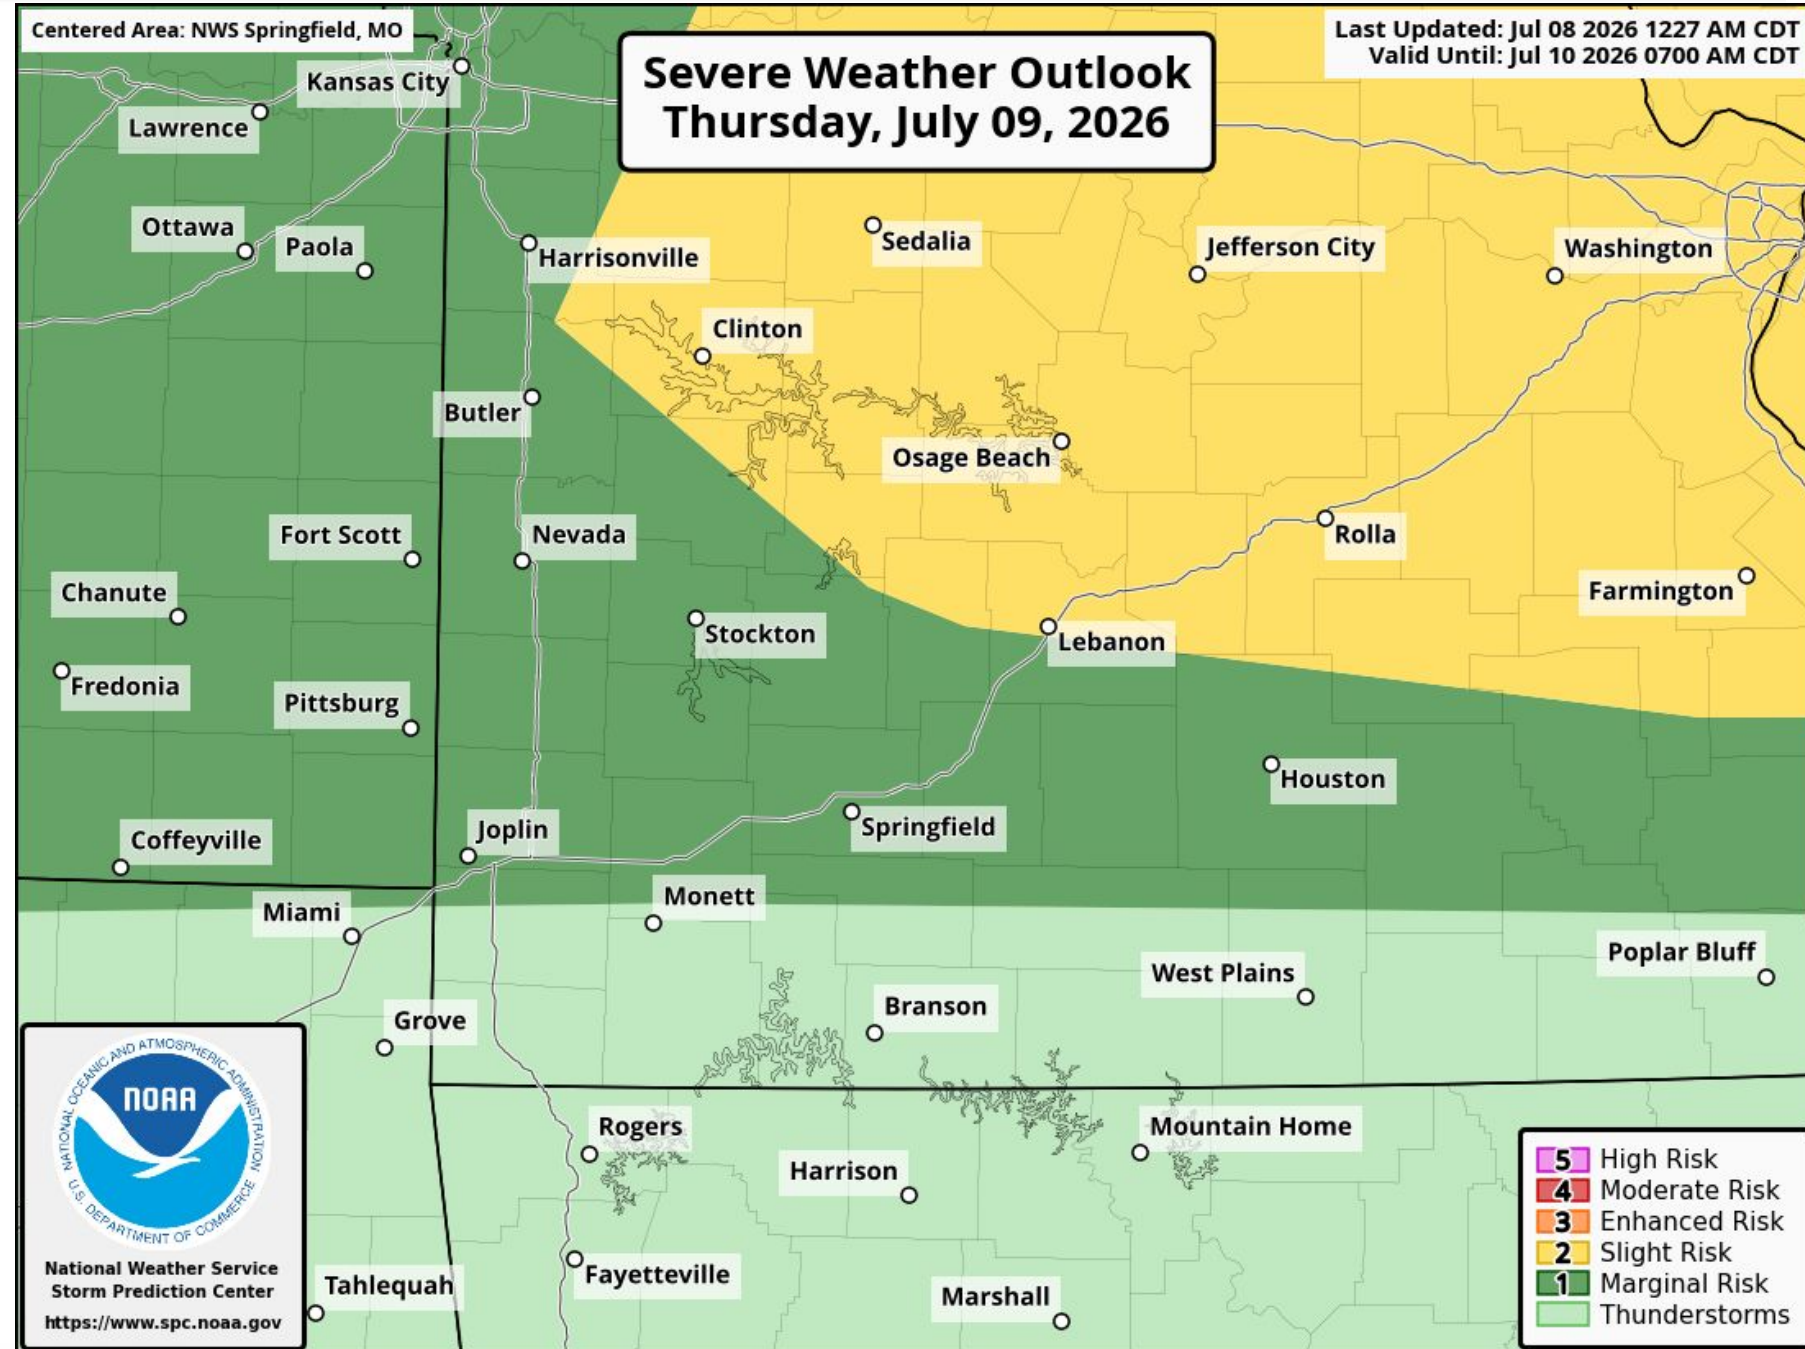 Centered Area: NWS Springfield, MO
Last Updated: Jul 08 2026 1227 AM CDT
Valid Until: Jul 10 2026 0700 AM CDT
Severe Weather Outlook
Thursday, July 09, 2026
Kansas City
Lawrence
Ottawa
Paola
Harrisonville
Sedalia
Jefferson City
Washington
Clinton
Butler
Osage Beach
Fort Scott
Nevada
Rolla
Chanute
Farmington
Stockton
Lebanon
Fredonia
Pittsburg
Houston
Coffeyville
Joplin
Springfield
Miami
Monett
Poplar Bluff
West Plains
Branson
Grove
Rogers
Mountain Home
Harrison
Fayetteville
Tahlequah
Marshall
NATIONAL OCEANIC AND ATMOSPHERIC ADMINISTRATION
NOAA
U.S. DEPARTMENT OF COMMERCE
National Weather Service
Storm Prediction Center
https://www.spc.noaa.gov
5 High Risk
4 Moderate Risk
3 Enhanced Risk
2 Slight Risk
1 Marginal Risk
Thunderstorms